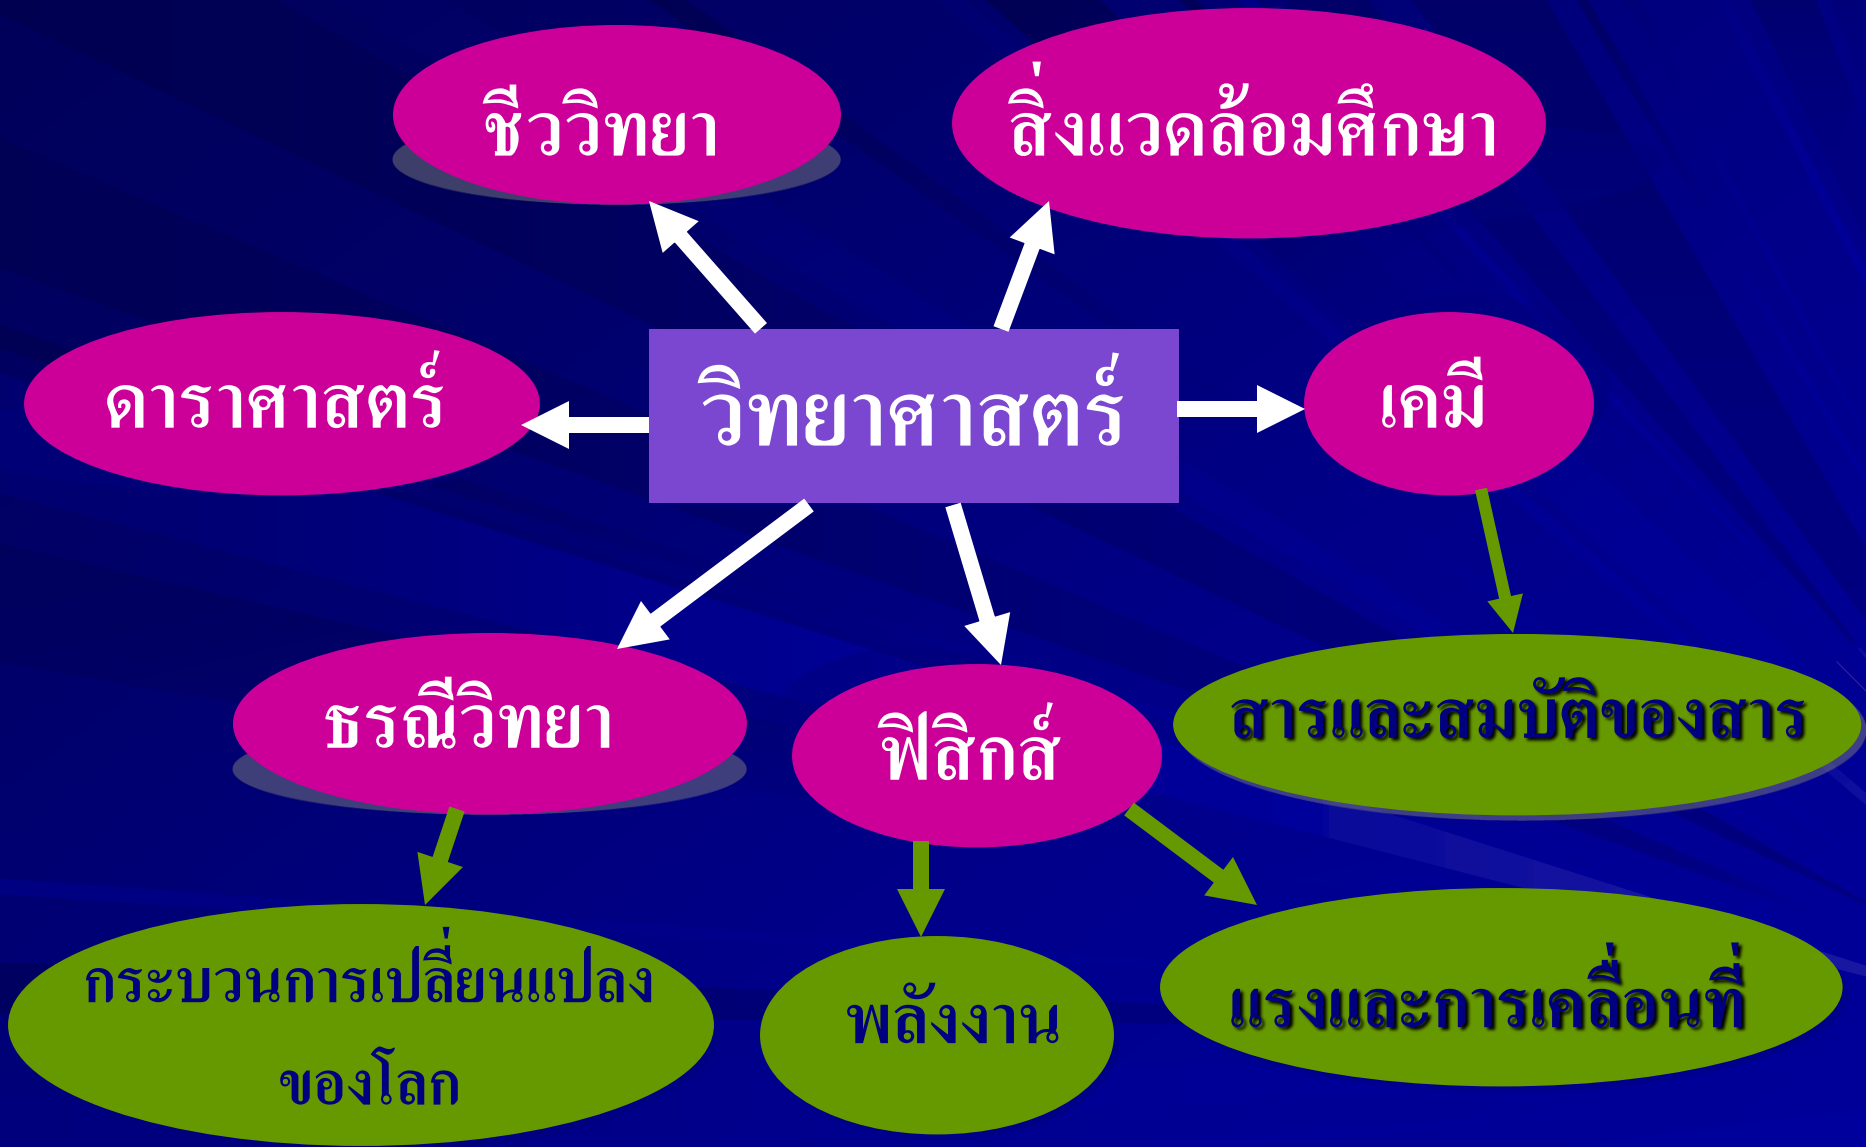 ชีววิทยา
สิ่งแวดล้อมศึกษา
ดาราศาสตร์
วิทยาศาสตร์
เคมี
ธรณีวิทยา
ฟิสิกส์
สารและสมบัติของสาร
กระบวนการเปลี่ยนแปลง
ของโลก
พลังงาน
แรงและการเคลื่อนที่